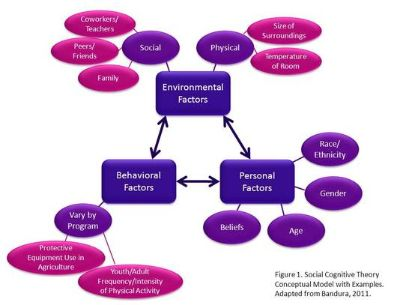 Coworkers/
Teachers
Social
Peers/
Friends
Family
Physical
Size of
Surroundings
Temperature
of Room
Environmental
Factors
Behavioral
Factors
Personal
Factors
Race/
Ethnicity
Gender
Age
Beliefs
Vary by
Program
Protective
Equipment Use in
Agriculture
Youth/Adult
Frequency/Intensity
of Physical Activity
Figure 1. Social Cognitive Theory
Conceptual Model with Examples.
Adapted from Bandura, 2011.